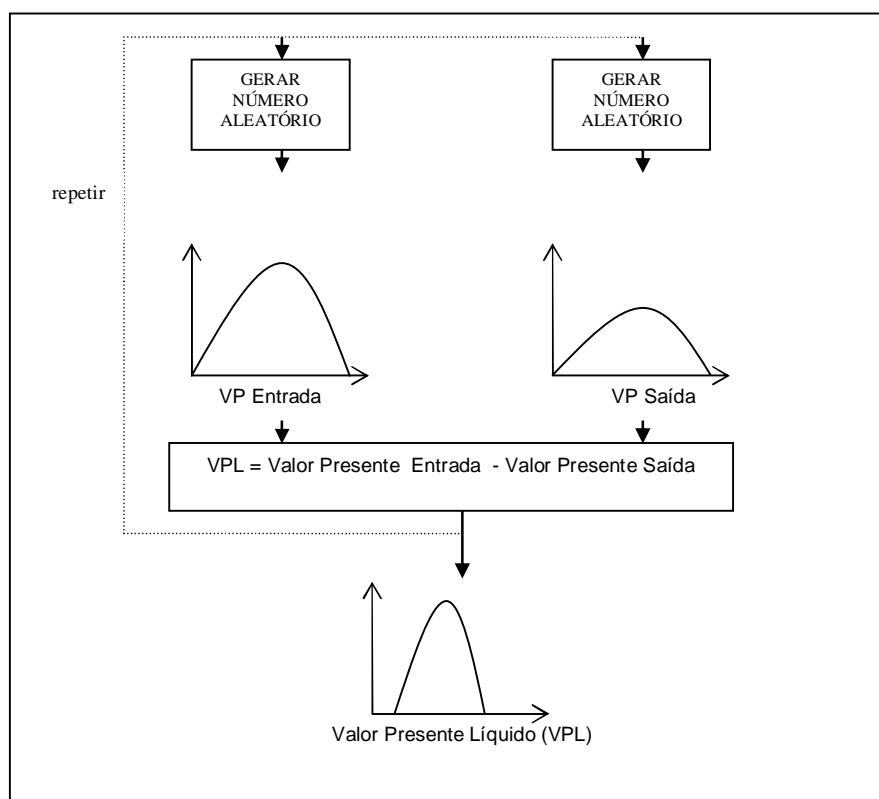 GERAR
NÚMERO
ALEATÓRIO
GERAR
NÚMERO
ALEATÓRIO
repetir
VP Entrada
VP Saída
VPL = Valor Presente  Entrada  - Valor Presente Saída
Valor Presente Líquido (VPL)